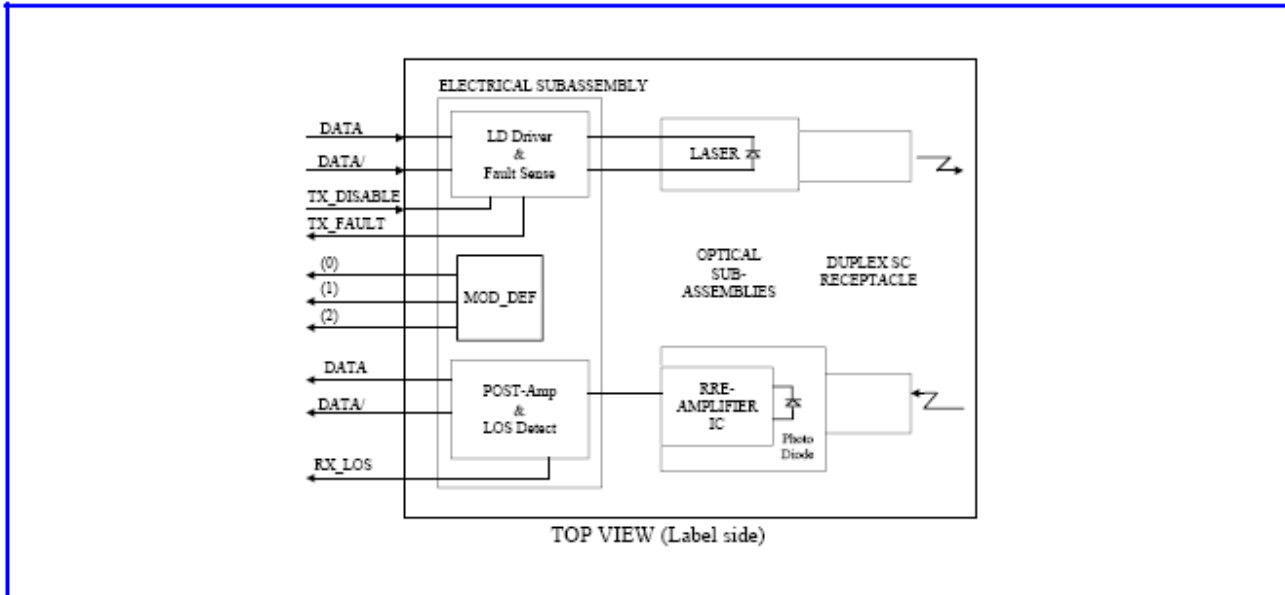 ELECTRICAL SUBASSEMBLY
DATA
DATA/
TX_DISABLE
TX_FAULT
LD Driver
&
Fault Sense
LASER
(0)
(1)
(2)
MOD_DEF
OPTICAL
SUB-
ASSEMBLIES
DUPLEX SC
RECEPTACLE
DATA
DATA/
RX_LOS
POST-Amp
&
LOS Detect
RRE-
AMPLIFIER
IC
Photo
Diode
TOP VIEW (Label side)